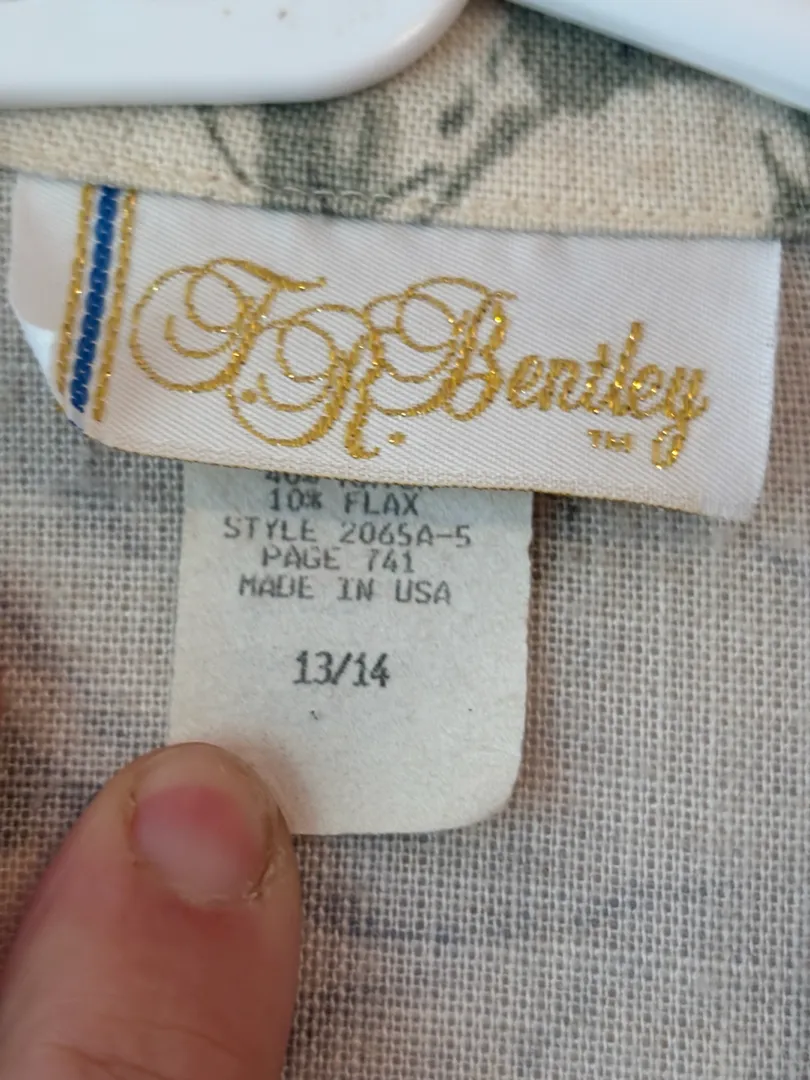 T.R. Bentley
TM
10% FLAX
STYLE 2065A-5
PAGE 741
MADE IN USA
13/14